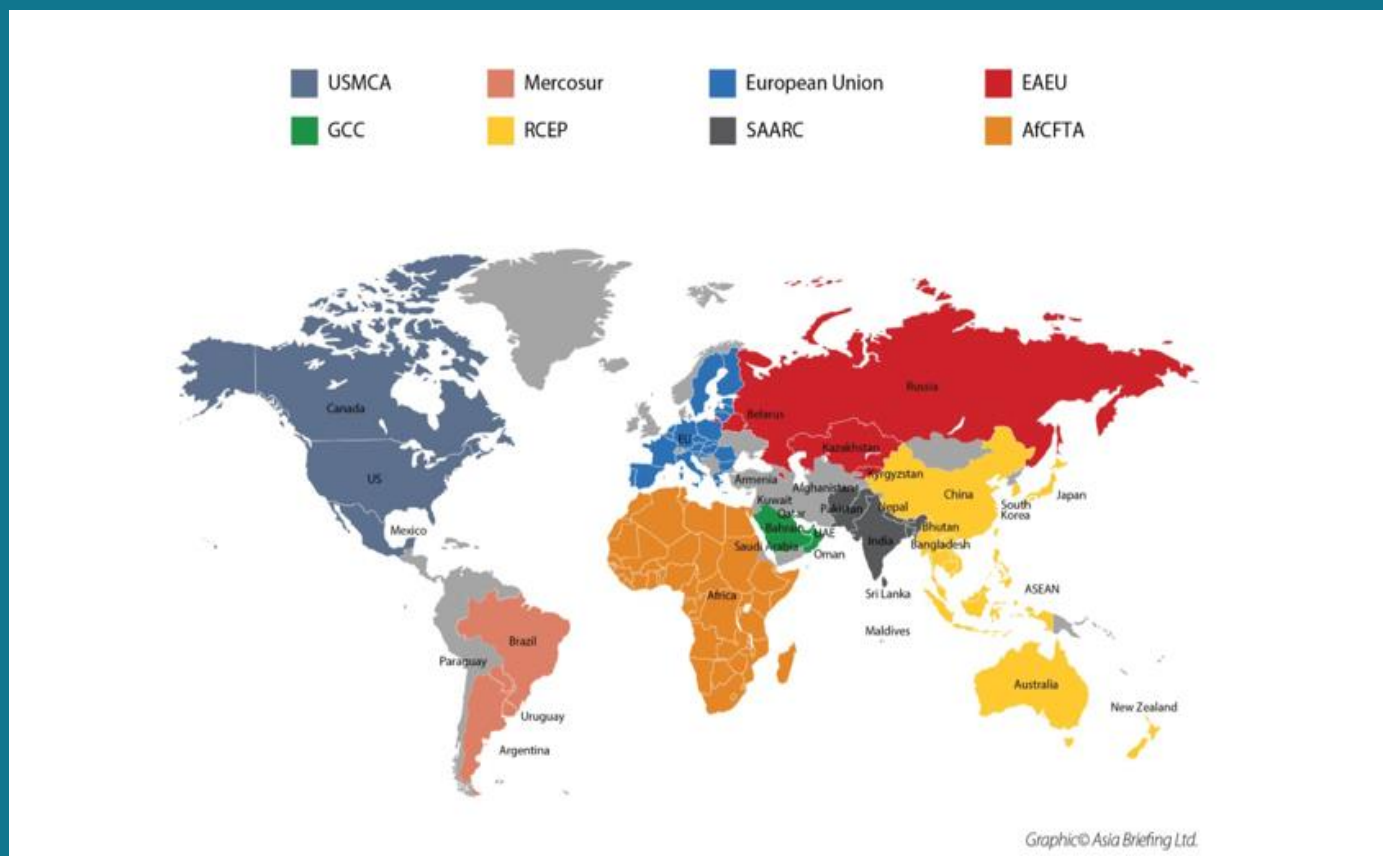 USMCA Mercosur European Union EAEU
GCC RCEP SAARC AfCFTA
Canada
US
Mexico
Brazil
Paraguay
Uruguay
Argentina
EU
Belarus
Russia
Kazakhstan
Kyrgyzstan
Armenia
Afghanistan
Kuwait
Qatar
Bahrain
UAE
Saudi Arabia
Oman
Pakistan
Nepal
India
Bhutan
Bangladesh
Sri Lanka
Maldives
China
South
Korea
Japan
ASEAN
Africa
Australia
New Zealand
Graphic© Asia Briefing Ltd.